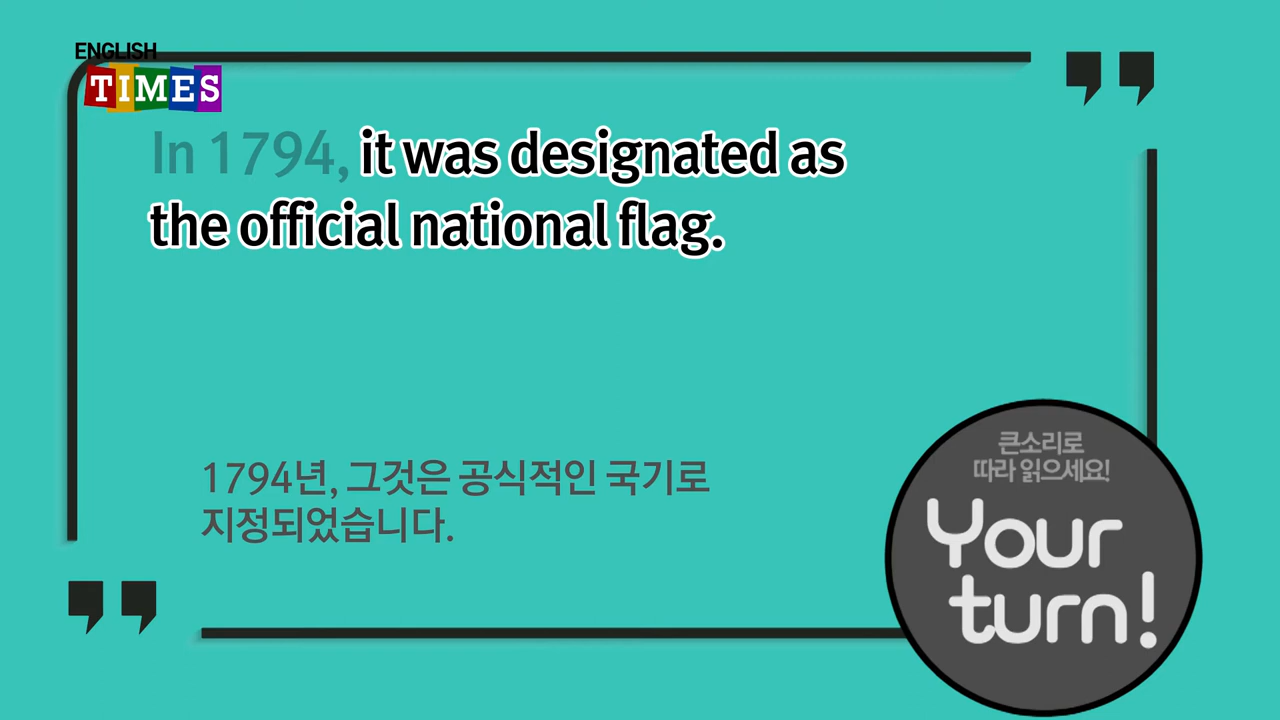 ENGLISH
TIMES
In 1794, it was designated as
the official national flag.
1794년, 그것은 공식적인 국기로
지정되었습니다.
큰소리로
따라 읽으세요!
Your
turn!